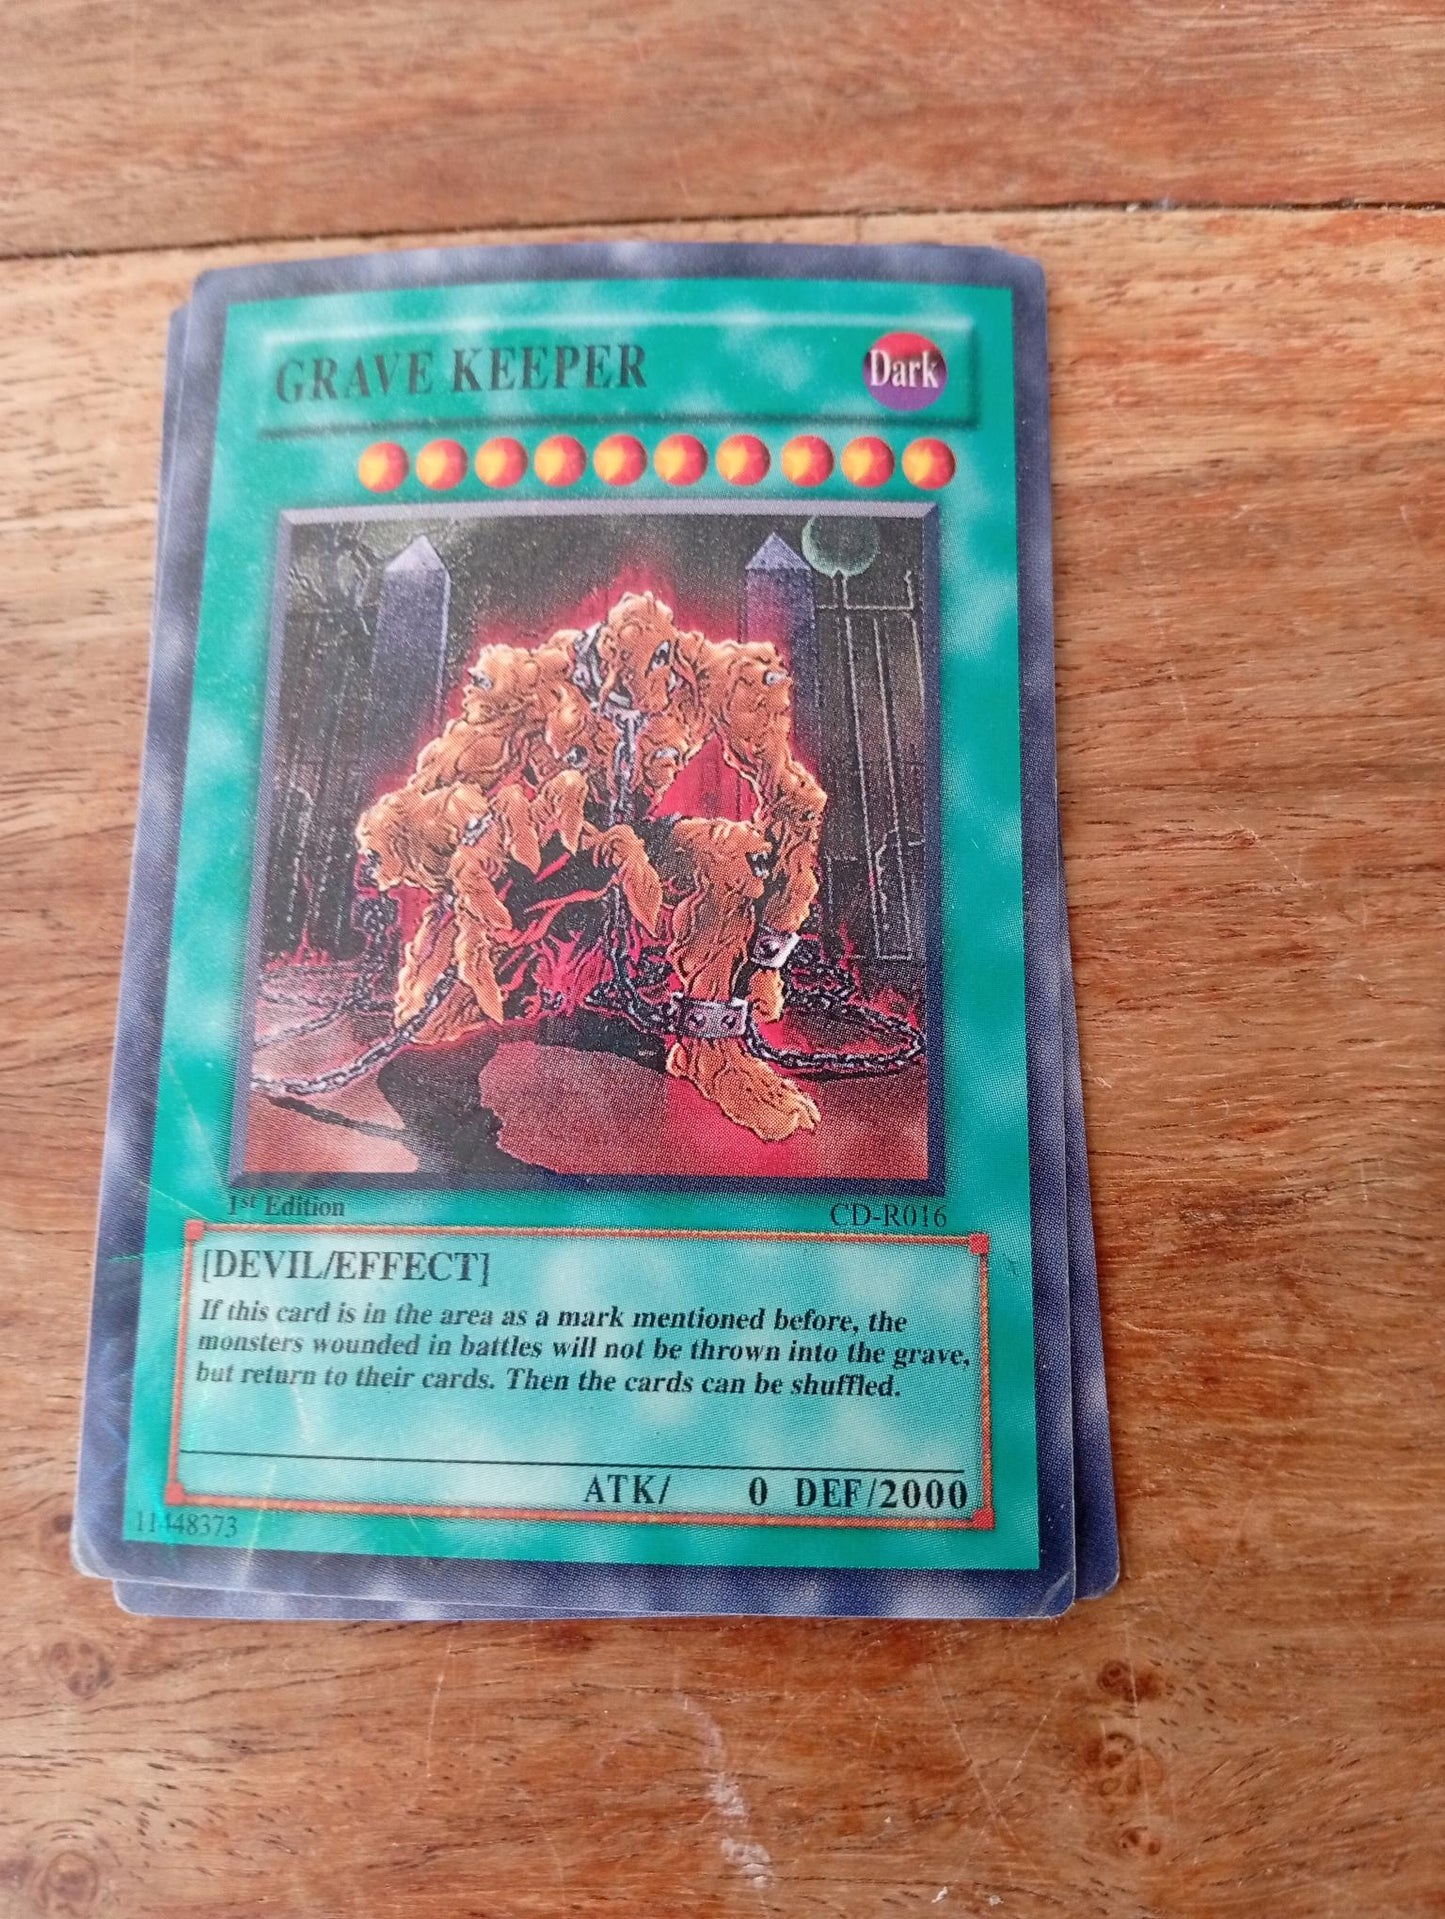 GRAVE KEEPER
Dark
1st Edition
CD-R016
[DEVIL/EFFECT]
If this card is in the area as a mark mentioned before, the
monsters wounded in battles will not be thrown into the grave,
but return to their cards. Then the cards can be shuffled.
ATK/ 0 DEF/2000
11448373